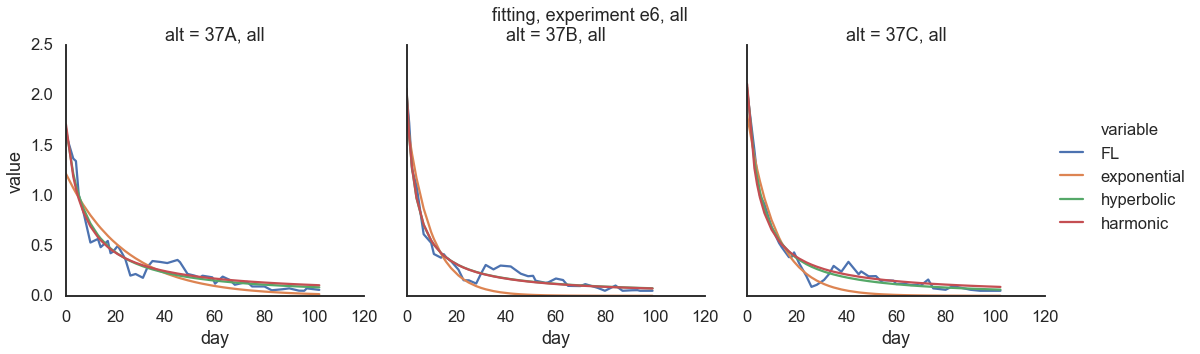 fitting, experiment e6, all
alt = 37A, all
alt = 37B, all
alt = 37C, all
2.5
2.0
1.5
1.0
0.5
0.0
value
0 20 40 60 80 100 120
0 20 40 60 80 100 120
0 20 40 60 80 100 120
day
day
day
variable
FL
exponential
hyperbolic
harmonic